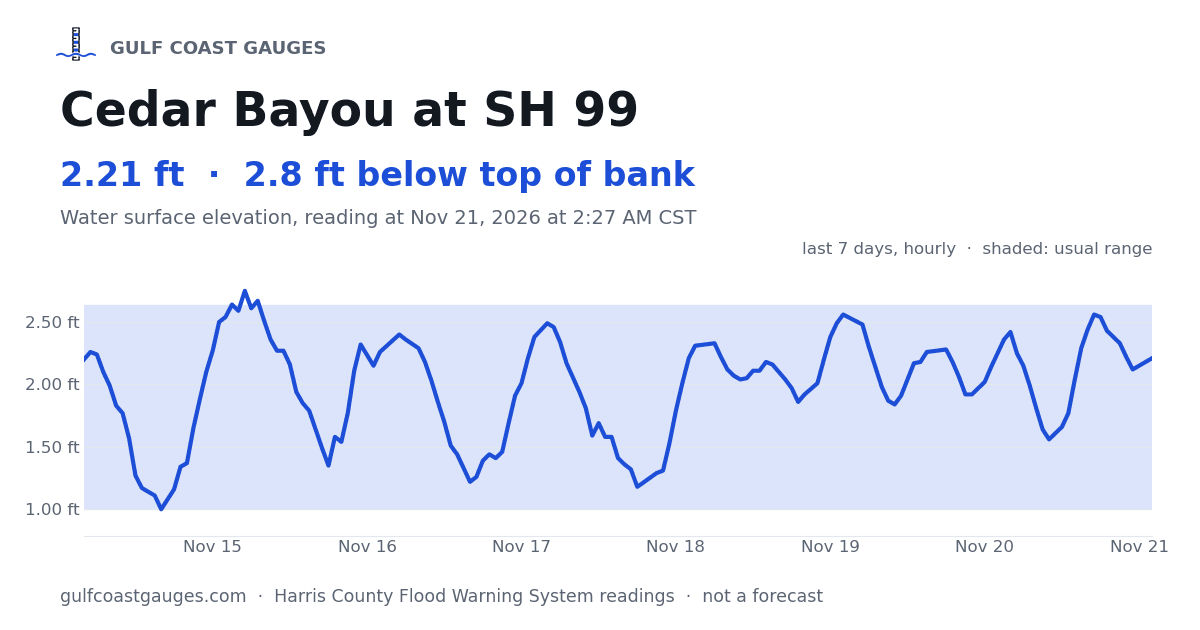 GULF COAST GAUGES
Cedar Bayou at SH 99
2.21 ft · 2.8 ft below top of bank
Water surface elevation, reading at Nov 21, 2026 at 2:27 AM CST
last 7 days, hourly · shaded: usual range
2.50 ft
2.00 ft
1.50 ft
1.00 ft
Nov 15 Nov 16 Nov 17 Nov 18 Nov 19 Nov 20 Nov 21
gulfcoastgauges.com · Harris County Flood Warning System readings · not a forecast